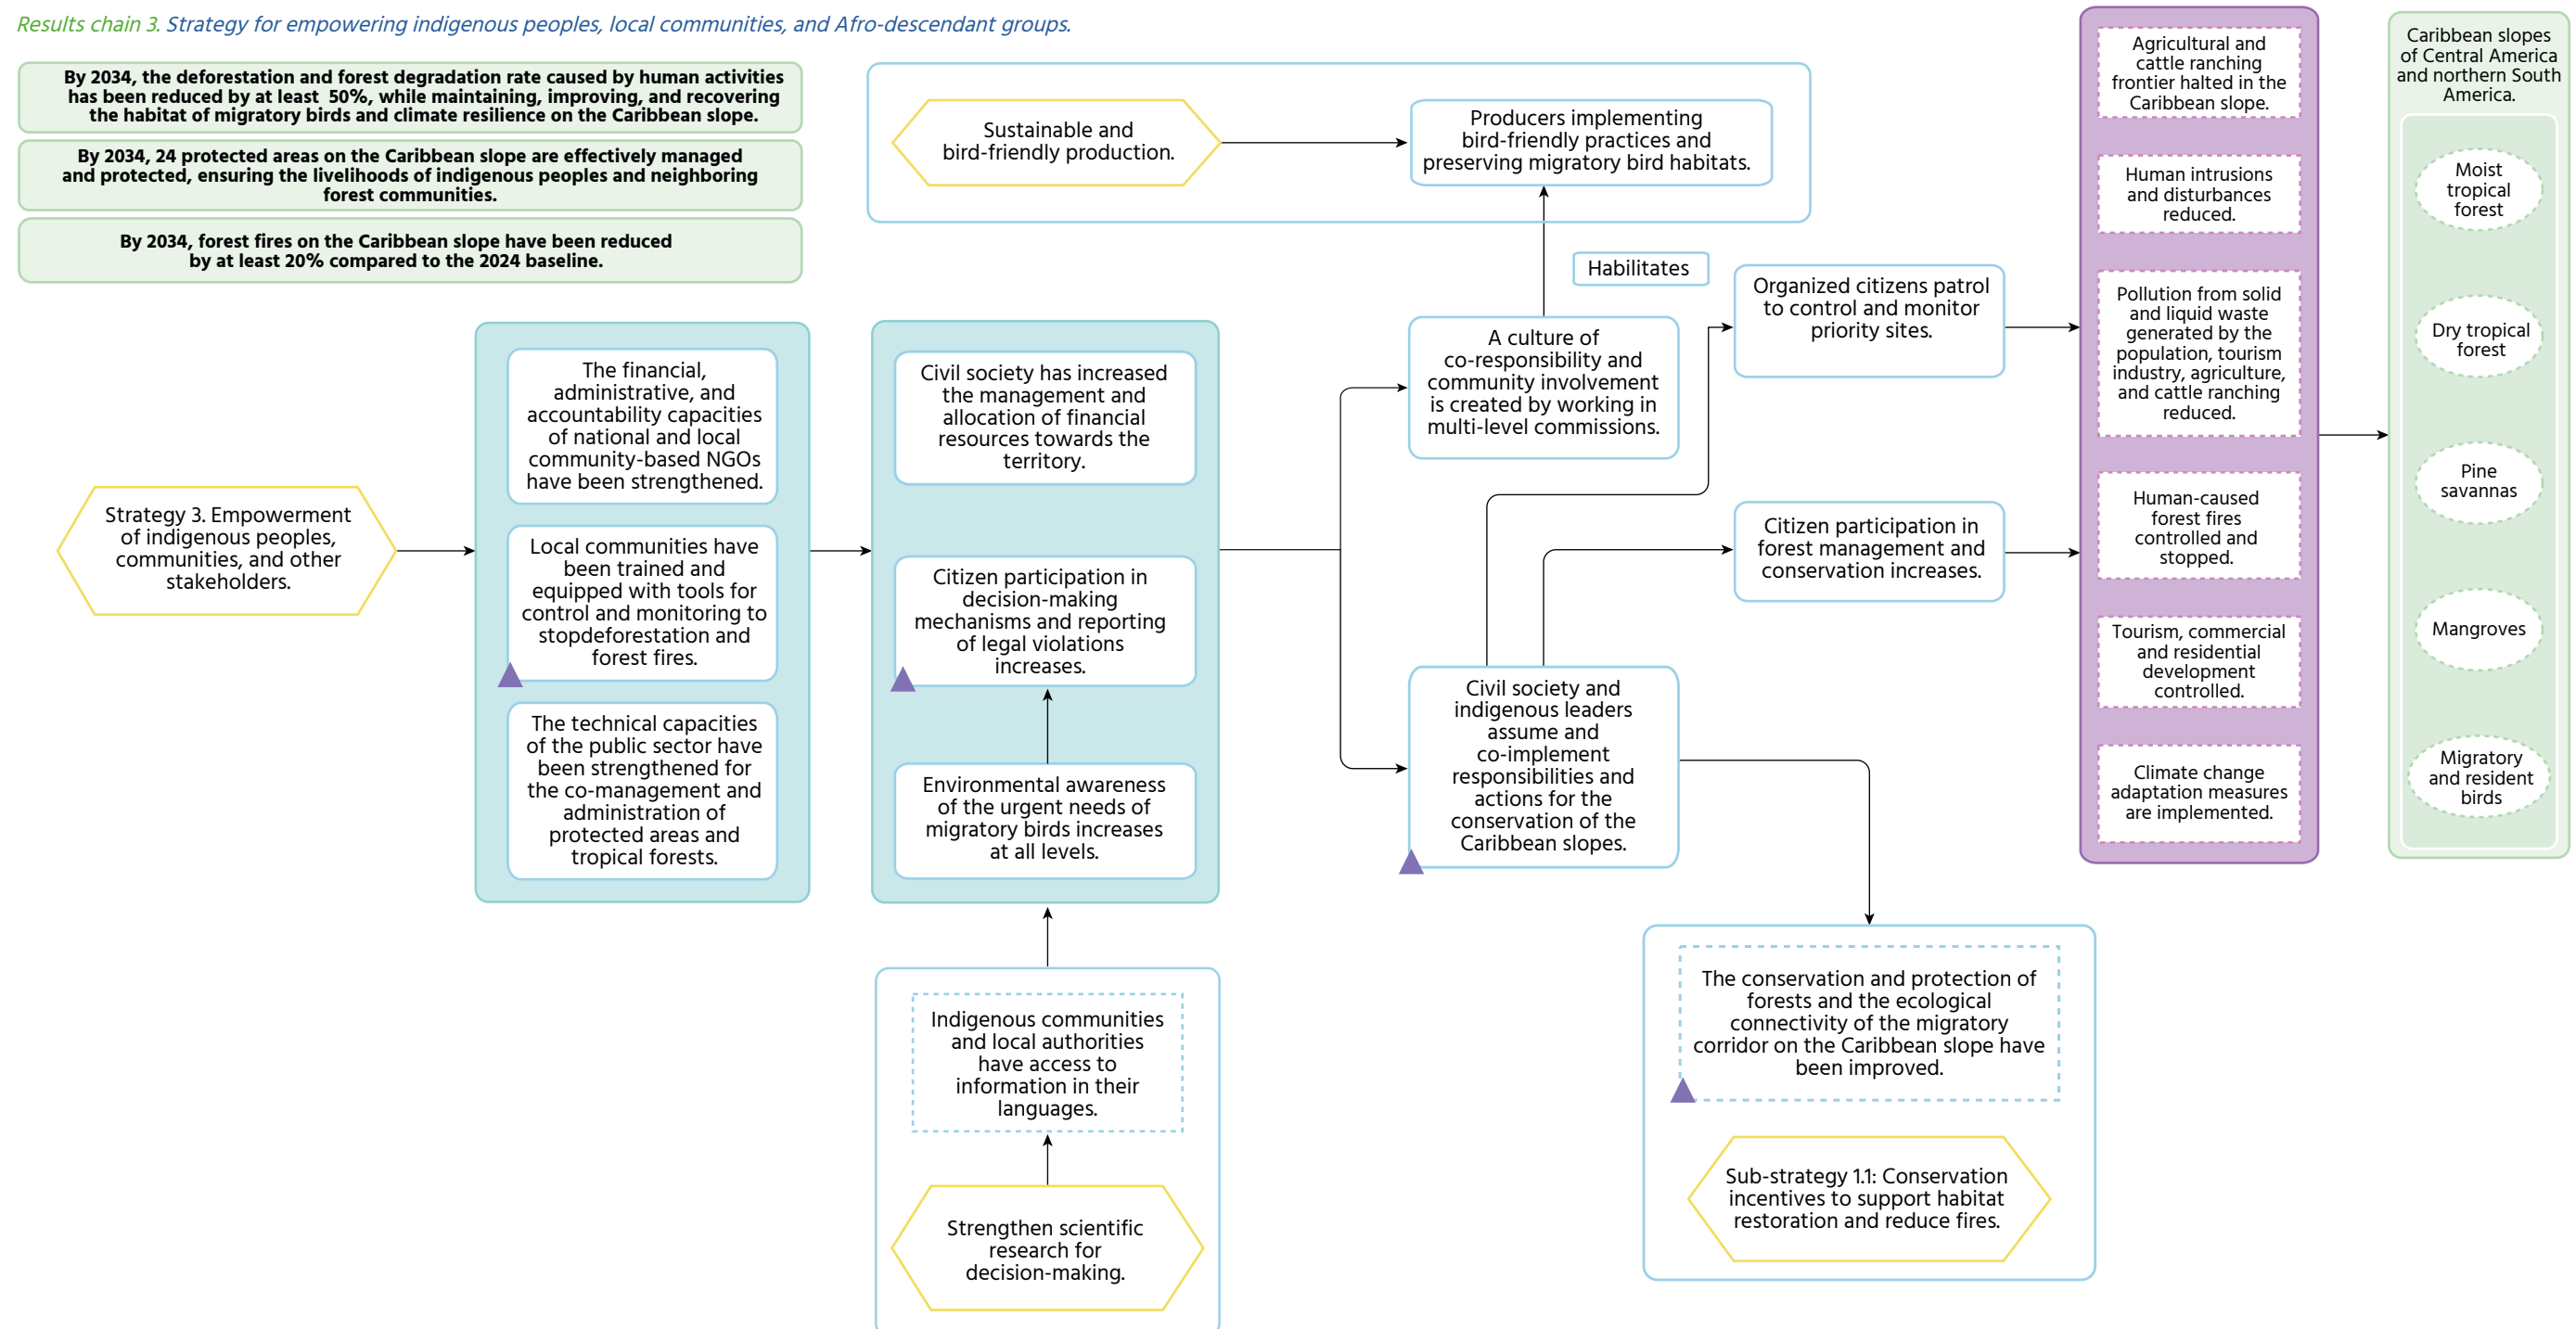 Results chain 3. Strategy for empowering indigenous peoples, local communities, and Afro-descendant groups.
By 2034, the deforestation and forest degradation rate caused by human activities
has been reduced by at least 50%, while maintaining, improving, and recovering
the habitat of migratory birds and climate resilience on the Caribbean slope.
By 2034, 24 protected areas on the Caribbean slope are effectively managed
and protected, ensuring the livelihoods of indigenous peoples and neighboring
forest communities.
By 2034, forest fires on the Caribbean slope have been reduced
by at least 20% compared to the 2024 baseline.
Strategy 3. Empowerment
of indigenous peoples,
communities, and other
stakeholders.
The financial,
administrative, and
accountability capacities
of national and local
community-based NGOs
have been strengthened.
Local communities have
been trained and
equipped with tools for
control and monitoring to
stopdeforestation and
forest fires.
The technical capacities
of the public sector have
been strengthened for
the co-management and
administration of
protected areas and
tropical forests.
Civil society has increased
the management and
allocation of financial
resources towards the
territory.
Citizen participation in
decision-making
mechanisms and reporting
of legal violations
increases.
Environmental awareness
of the urgent needs of
migratory birds increases
at all levels.
Indigenous communities
and local authorities
have access to
information in their
languages.
Strengthen scientific
research for
decision-making.
Sustainable and
bird-friendly production.
Producers implementing
bird-friendly practices and
preserving migratory bird habitats.
Habilitates
A culture of
co-responsibility and
community involvement
is created by working in
multi-level commissions.
Civil society and
indigenous leaders
assume and
co-implement
responsibilities and
actions for the
conservation of the
Caribbean slopes.
Organized citizens patrol
to control and monitor
priority sites.
Citizen participation in
forest management and
conservation increases.
The conservation and protection of
forests and the ecological
connectivity of the migratory
corridor on the Caribbean slope have
been improved.
Sub-strategy 1.1: Conservation
incentives to support habitat
restoration and reduce fires.
Agricultural and
cattle ranching
frontier halted in the
Caribbean slope.
Human intrusions
and disturbances
reduced.
Pollution from solid
and liquid waste
generated by the
population, tourism
industry, agriculture,
and cattle ranching
reduced.
Human-caused
forest fires
controlled and
stopped.
Tourism, commercial
and residential
development
controlled.
Climate change
adaptation measures
are implemented.
Caribbean slopes
of Central America
and northern South
America.
Moist
tropical
forest
Dry tropical
forest
Pine
savannas
Mangroves
Migratory
and resident
birds